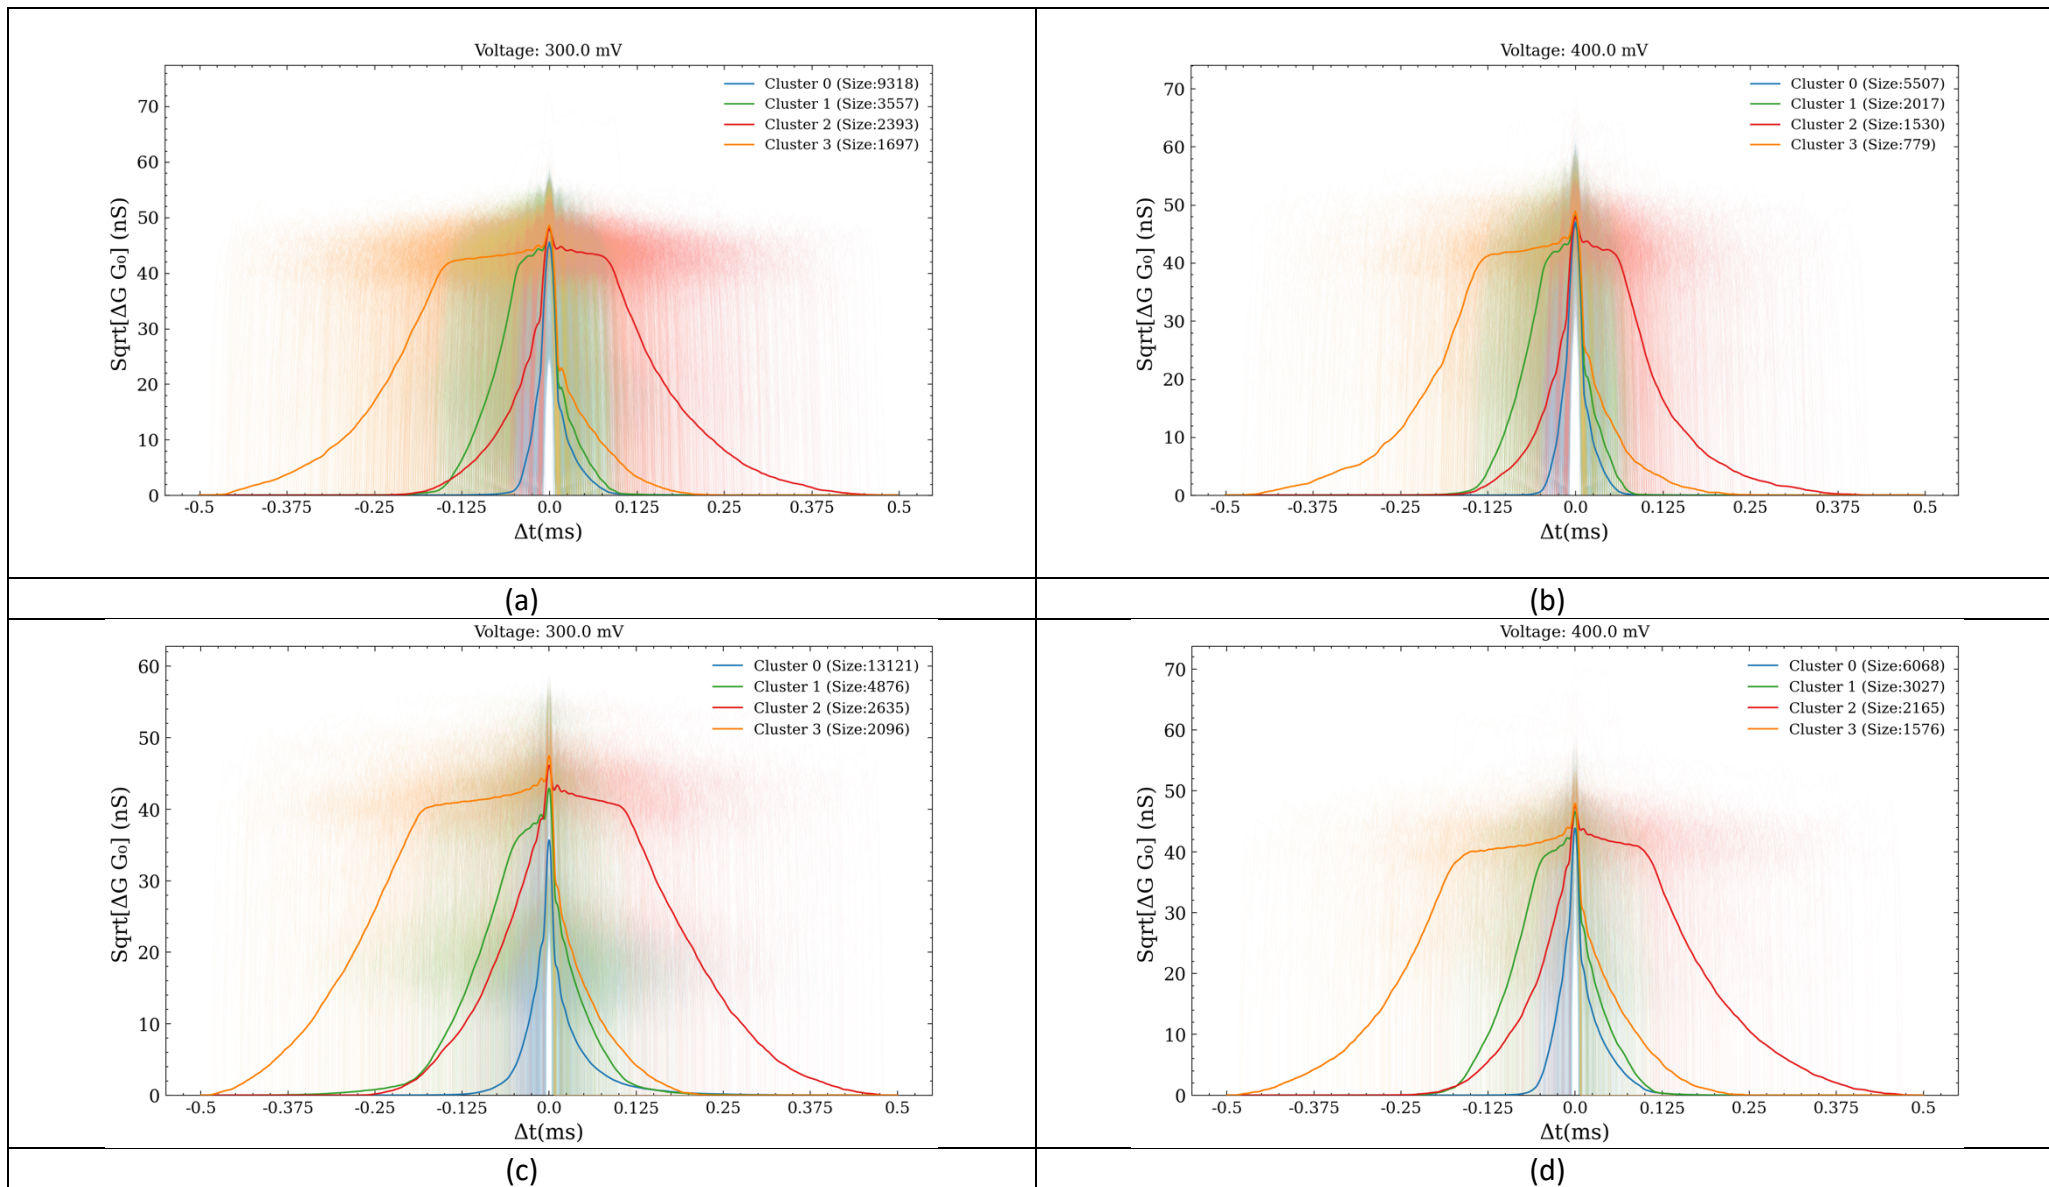 Voltage: 300.0 mV
Cluster 0 (Size:9318)
Cluster 1 (Size:3557)
Cluster 2 (Size:2393)
Cluster 3 (Size:1697)
Sqrt[ΔG G₀] (nS)
70
60
50
40
30
20
10
0
-0.5 -0.375 -0.25 -0.125 0.0 0.125 0.25 0.375 0.5
Δt(ms)
(a)
Voltage: 400.0 mV
Cluster 0 (Size:5507)
Cluster 1 (Size:2017)
Cluster 2 (Size:1530)
Cluster 3 (Size:779)
Sqrt[ΔG G₀] (nS)
70
60
50
40
30
20
10
0
-0.5 -0.375 -0.25 -0.125 0.0 0.125 0.25 0.375 0.5
Δt(ms)
(b)
Voltage: 300.0 mV
Cluster 0 (Size:13121)
Cluster 1 (Size:4876)
Cluster 2 (Size:2635)
Cluster 3 (Size:2096)
Sqrt[ΔG G₀] (nS)
60
50
40
30
20
10
0
-0.5 -0.375 -0.25 -0.125 0.0 0.125 0.25 0.375 0.5
Δt(ms)
(c)
Voltage: 400.0 mV
Cluster 0 (Size:6068)
Cluster 1 (Size:3027)
Cluster 2 (Size:2165)
Cluster 3 (Size:1576)
Sqrt[ΔG G₀] (nS)
70
60
50
40
30
20
10
0
-0.5 -0.375 -0.25 -0.125 0.0 0.125 0.25 0.375 0.5
Δt(ms)
(d)